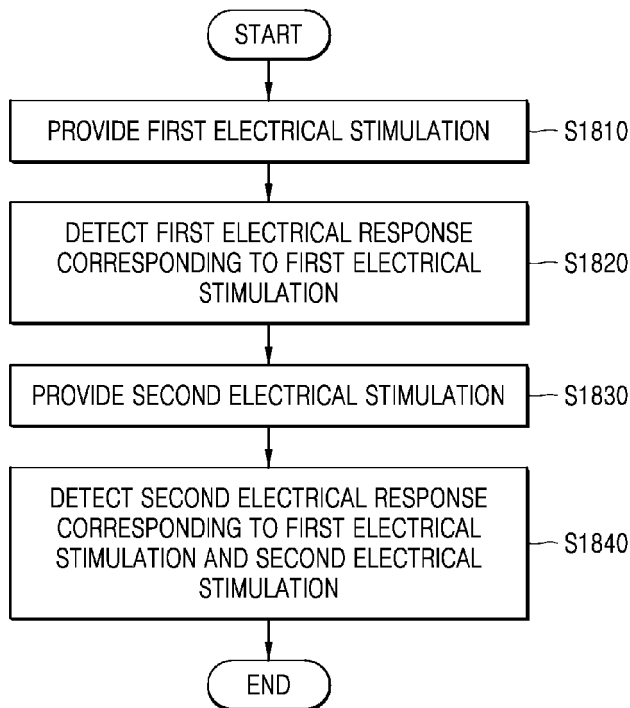 START
PROVIDE FIRST ELECTRICAL STIMULATION
S1810
DETECT FIRST ELECTRICAL RESPONSE
CORRESPONDING TO FIRST ELECTRICAL
STIMULATION
S1820
PROVIDE SECOND ELECTRICAL STIMULATION
S1830
DETECT SECOND ELECTRICAL RESPONSE
CORRESPONDING TO FIRST ELECTRICAL
STIMULATION AND SECOND ELECTRICAL
STIMULATION
S1840
END